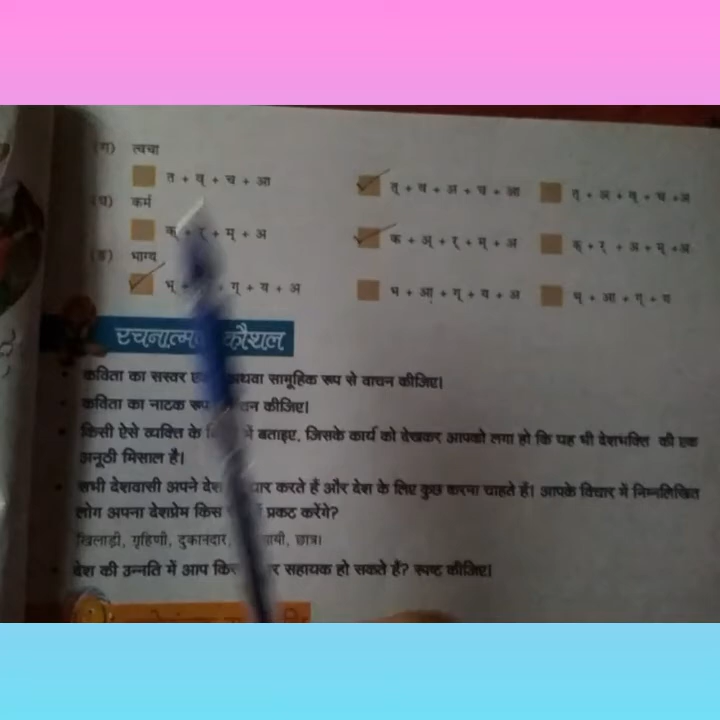 (ग) त्वचा
त + व् + च + आ त् + व + अ + च + आ त् + अ + व् + च + अ
(घ) कर्म
क् + र् + म् + अ क + अ् + र् + म् + अ क् + र् + अ + म् + अ
(ङ) भाग्य
भ् + ग् + य + अ भ + आ + ग् + य + अ भ् + आ + ग् + य
रचनात्मक कौशल
• कविता का सस्वर अथवा सामूहिक रूप से वाचन कीजिए।
• कविता का नाटक कीजिए।
• किसी ऐसे व्यक्ति के बताइए, जिसके कार्य को देखकर आपको लगा हो कि यह भी देशभक्ति की एक
अनूठी मिसाल है।
• सभी देशवासी अपने करते हैं और देश के लिए कुछ करना चाहते हैं। आपके विचार में निम्नलिखित
लोग अपना देशप्रेम किस प्रकट करेंगे?
खिलाड़ी, गृहिणी, दुकानदार, छात्र।
• देश की उन्नति में आप सहायक हो सकते हैं? स्पष्ट कीजिए।